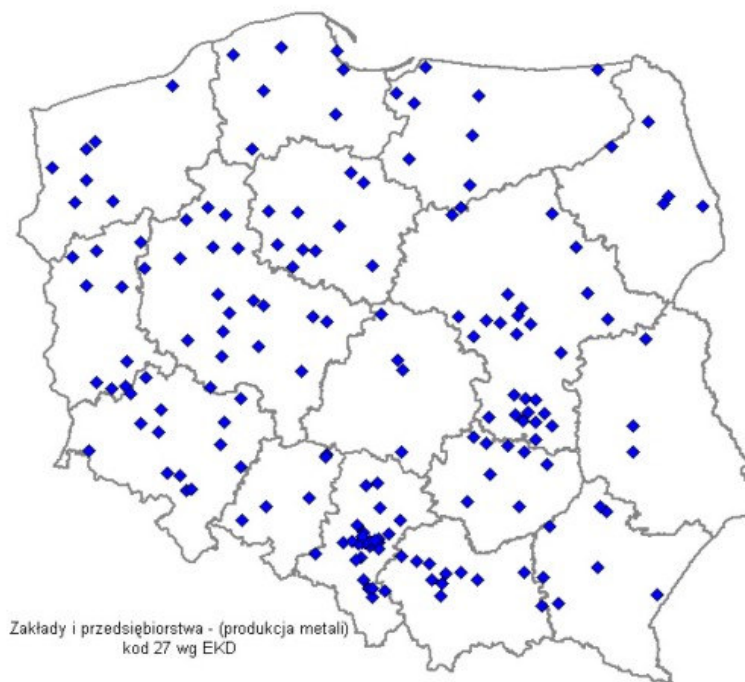 Zakłady i przedsiębiorstwa - (produkcja metali)
kod 27 wg EKD